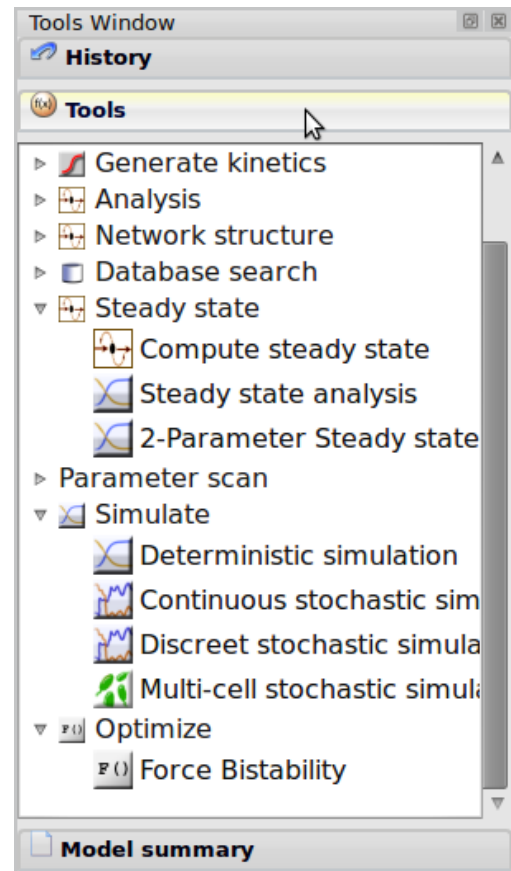 Tools Window
History
f(x) Tools
Generate kinetics
Analysis
Network structure
Database search
Steady state
Compute steady state
Steady state analysis
2-Parameter Steady state
Parameter scan
Simulate
Deterministic simulation
Continuous stochastic sim
Discreet stochastic simula
Multi-cell stochastic simula
F() Optimize
F() Force Bistability
Model summary